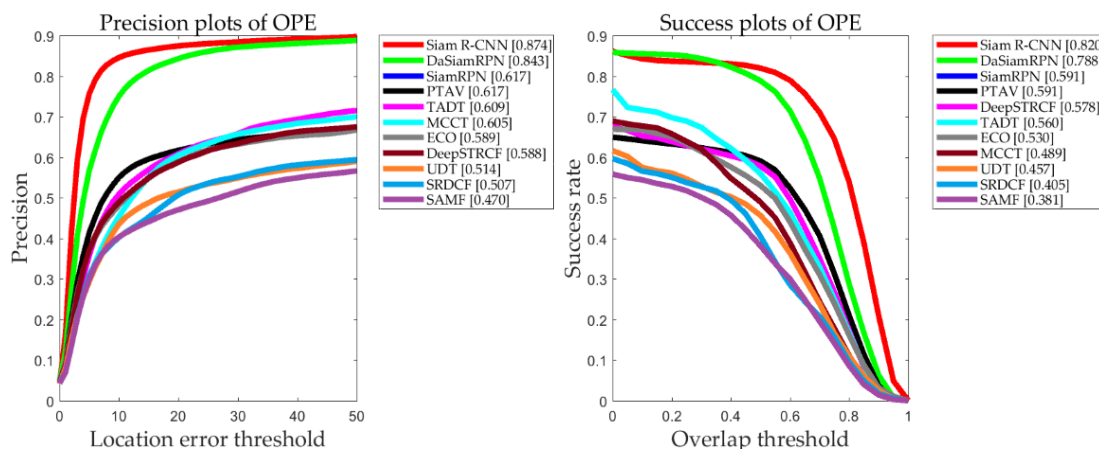 Precision plots of OPE
Precision
0.9
0.8
0.7
0.6
0.5
0.4
0.3
0.2
0.1
0
0 10 20 30 40 50
Location error threshold
Siam R-CNN [0.874]
DaSiamRPN [0.843]
SiamRPN [0.617]
PTAV [0.617]
TADT [0.609]
MCCT [0.605]
ECO [0.589]
DeepSTRCF [0.588]
UDT [0.514]
SRDCF [0.507]
SAMF [0.470]
Success plots of OPE
Success rate
0.9
0.8
0.7
0.6
0.5
0.4
0.3
0.2
0.1
0
0 0.2 0.4 0.6 0.8 1
Overlap threshold
Siam R-CNN [0.820
DaSiamRPN [0.788
SiamRPN [0.591]
PTAV [0.591]
DeepSTRCF [0.578]
TADT [0.560]
ECO [0.530]
MCCT [0.489]
UDT [0.457]
SRDCF [0.405]
SAMF [0.381]